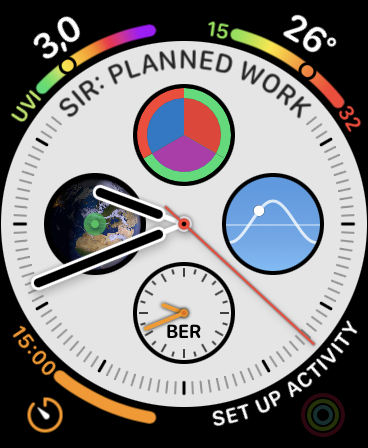 3,0
UVI
15
26°
32
SIR: PLANNED WORK
BER
15:00
SET UP ACTIVITY